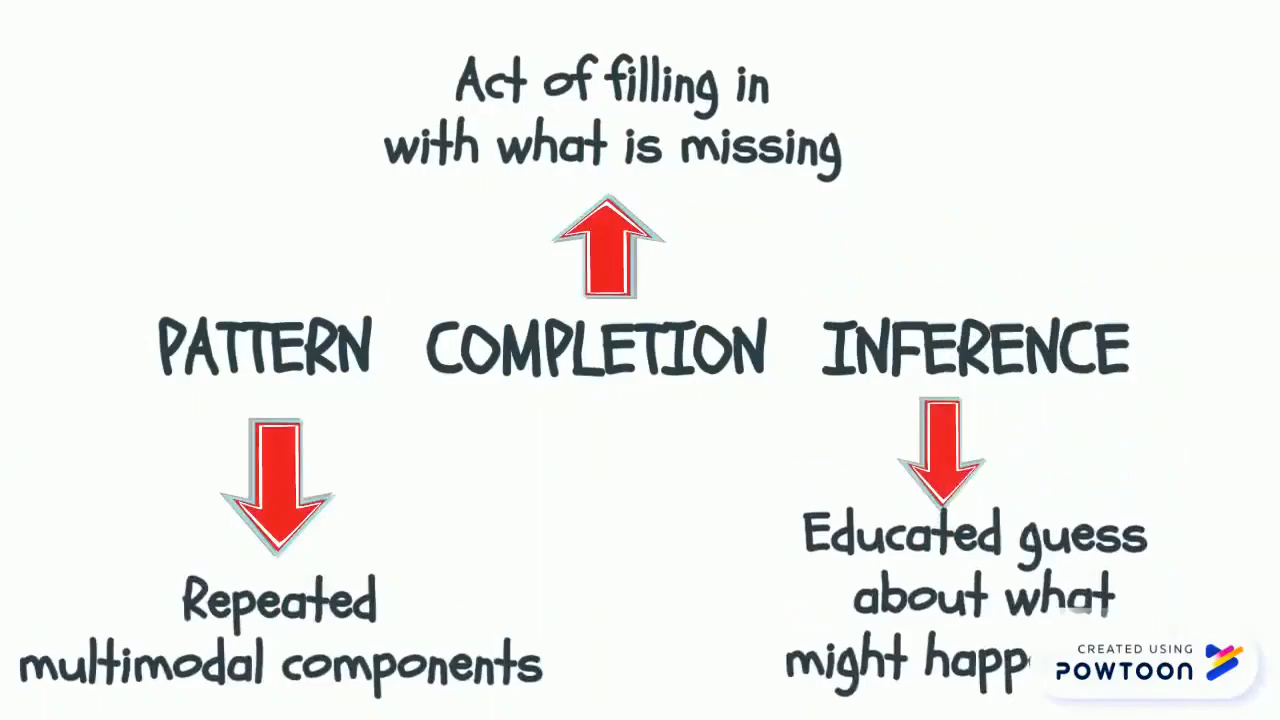 Act of filling in
with what is missing
PATTERN COMPLETION INFERENCE
Repeated
multimodal components
Educated guess
about what
might
CREATED USING
POWTOON